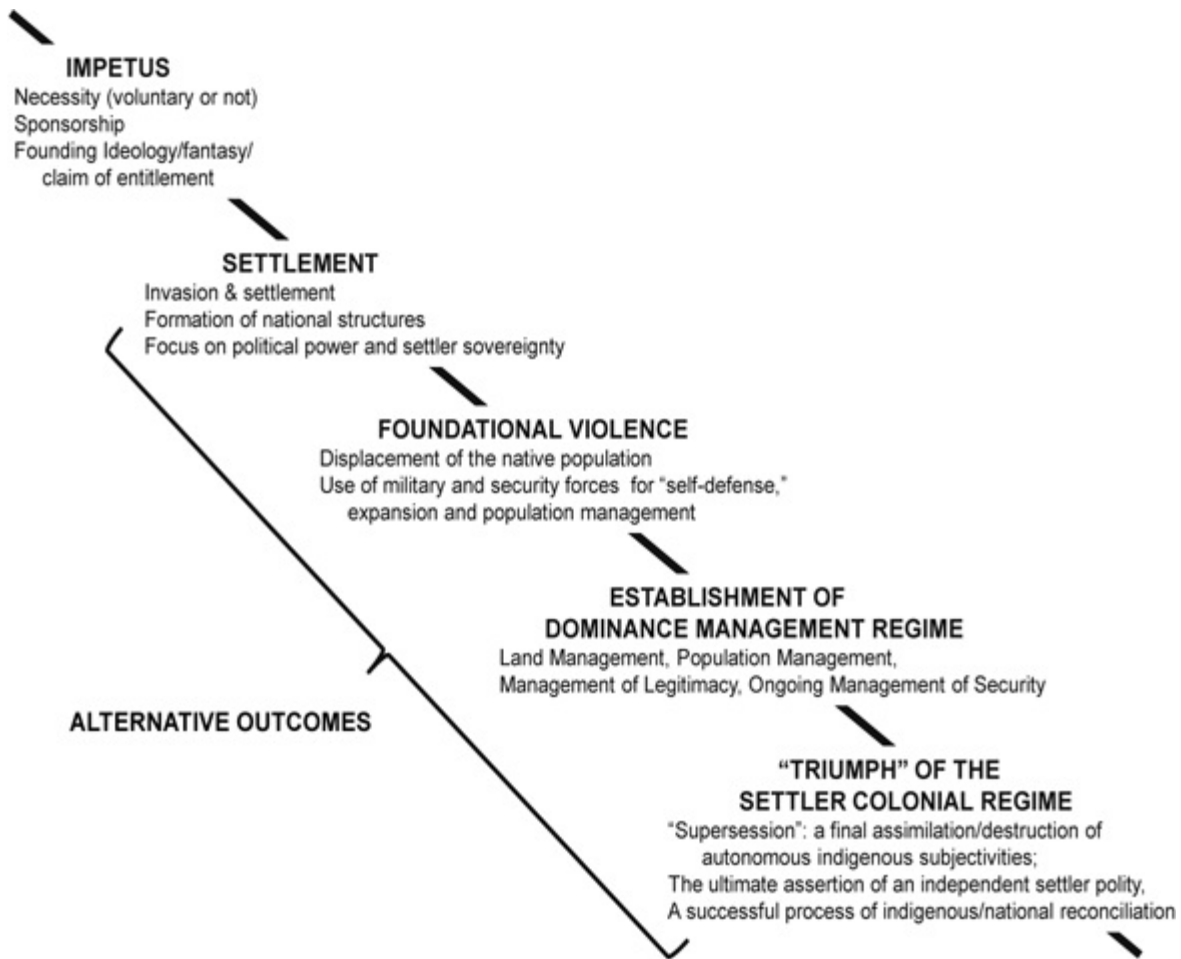 IMPETUS
Necessity (voluntary or not)
Sponsorship
Founding Ideology/fantasy/
claim of entitlement
SETTLEMENT
Invasion & settlement
Formation of national structures
Focus on political power and settler sovereignty
FOUNDATIONAL VIOLENCE
Displacement of the native population
Use of military and security forces for “self-defense,”
expansion and population management
ESTABLISHMENT OF
DOMINANCE MANAGEMENT REGIME
Land Management, Population Management,
Management of Legitimacy, Ongoing Management of Security
ALTERNATIVE OUTCOMES
“TRIUMPH” OF THE
SETTLER COLONIAL REGIME
“Supersession”: a final assimilation/destruction of
autonomous indigenous subjectivities;
The ultimate assertion of an independent settler polity,
A successful process of indigenous/national reconciliation